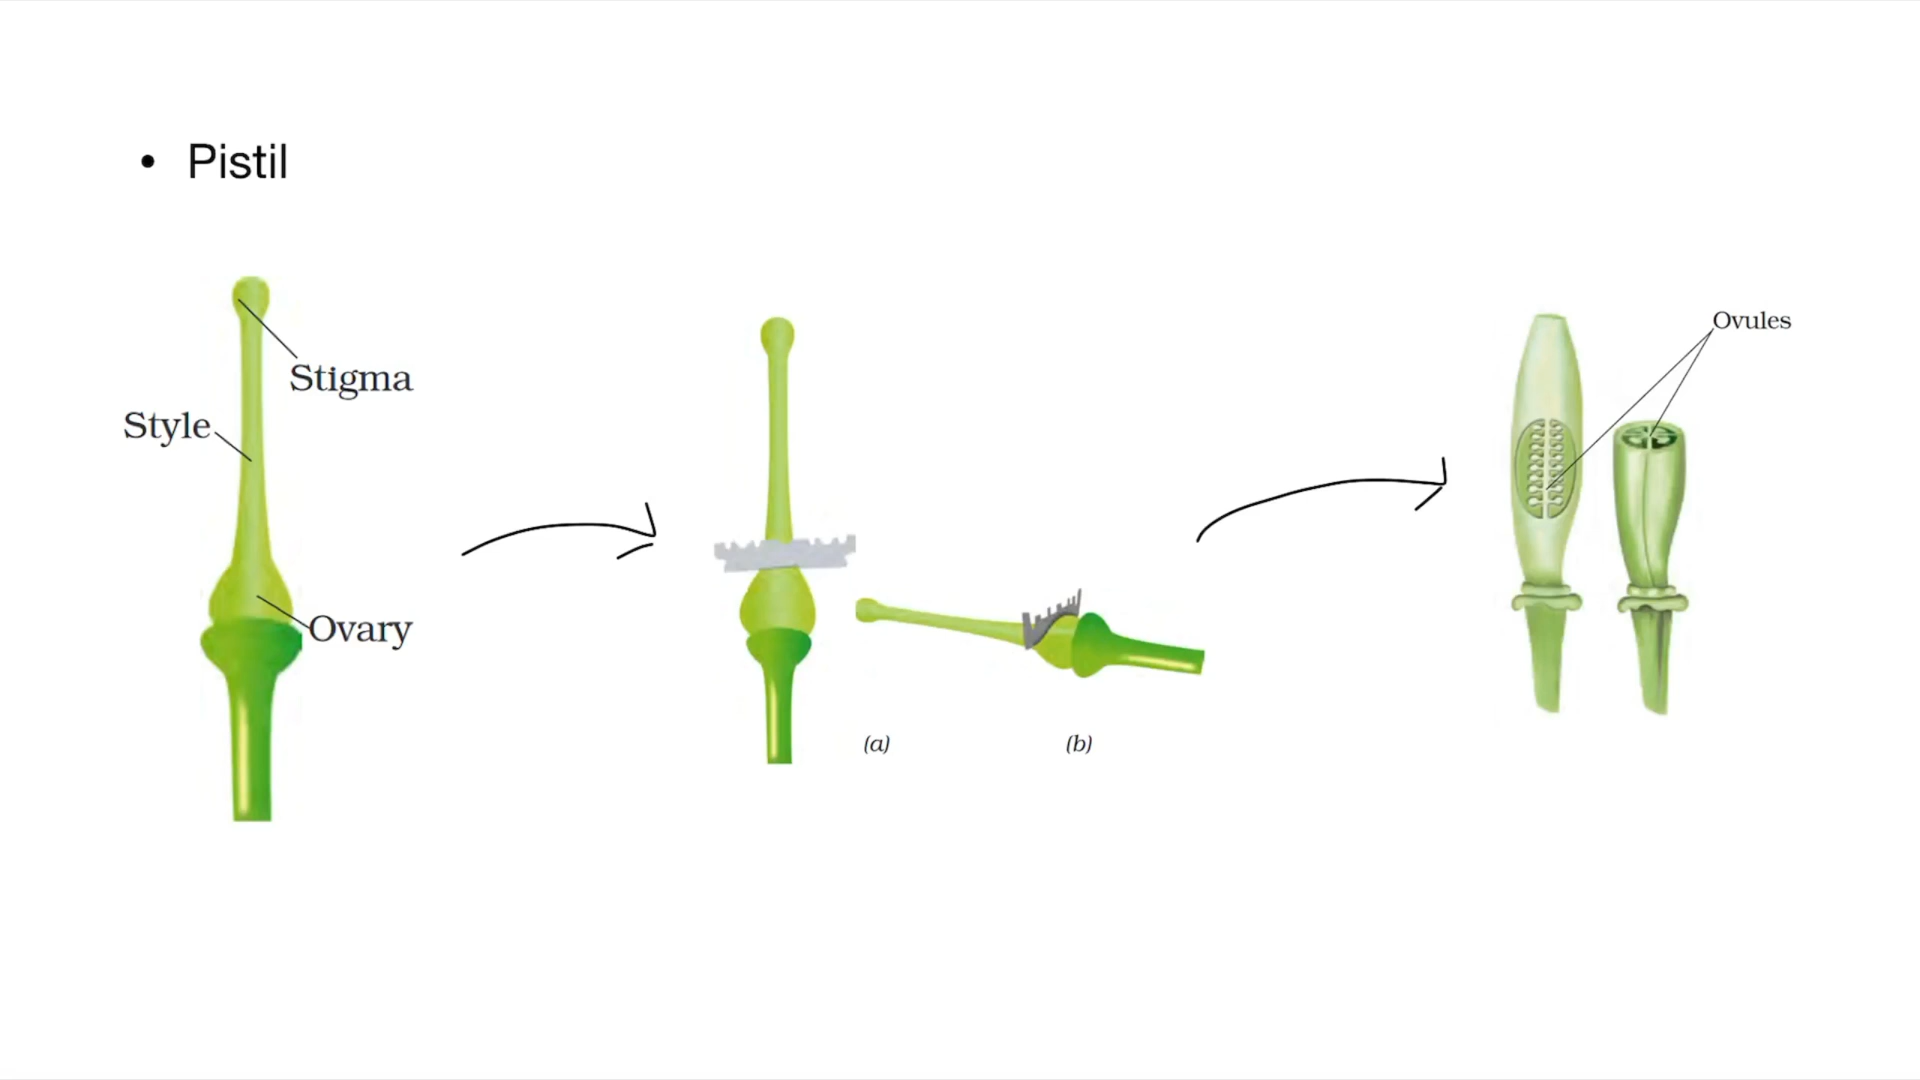 • Pistil
Stigma
Style
Ovary
(a)
(b)
Ovules